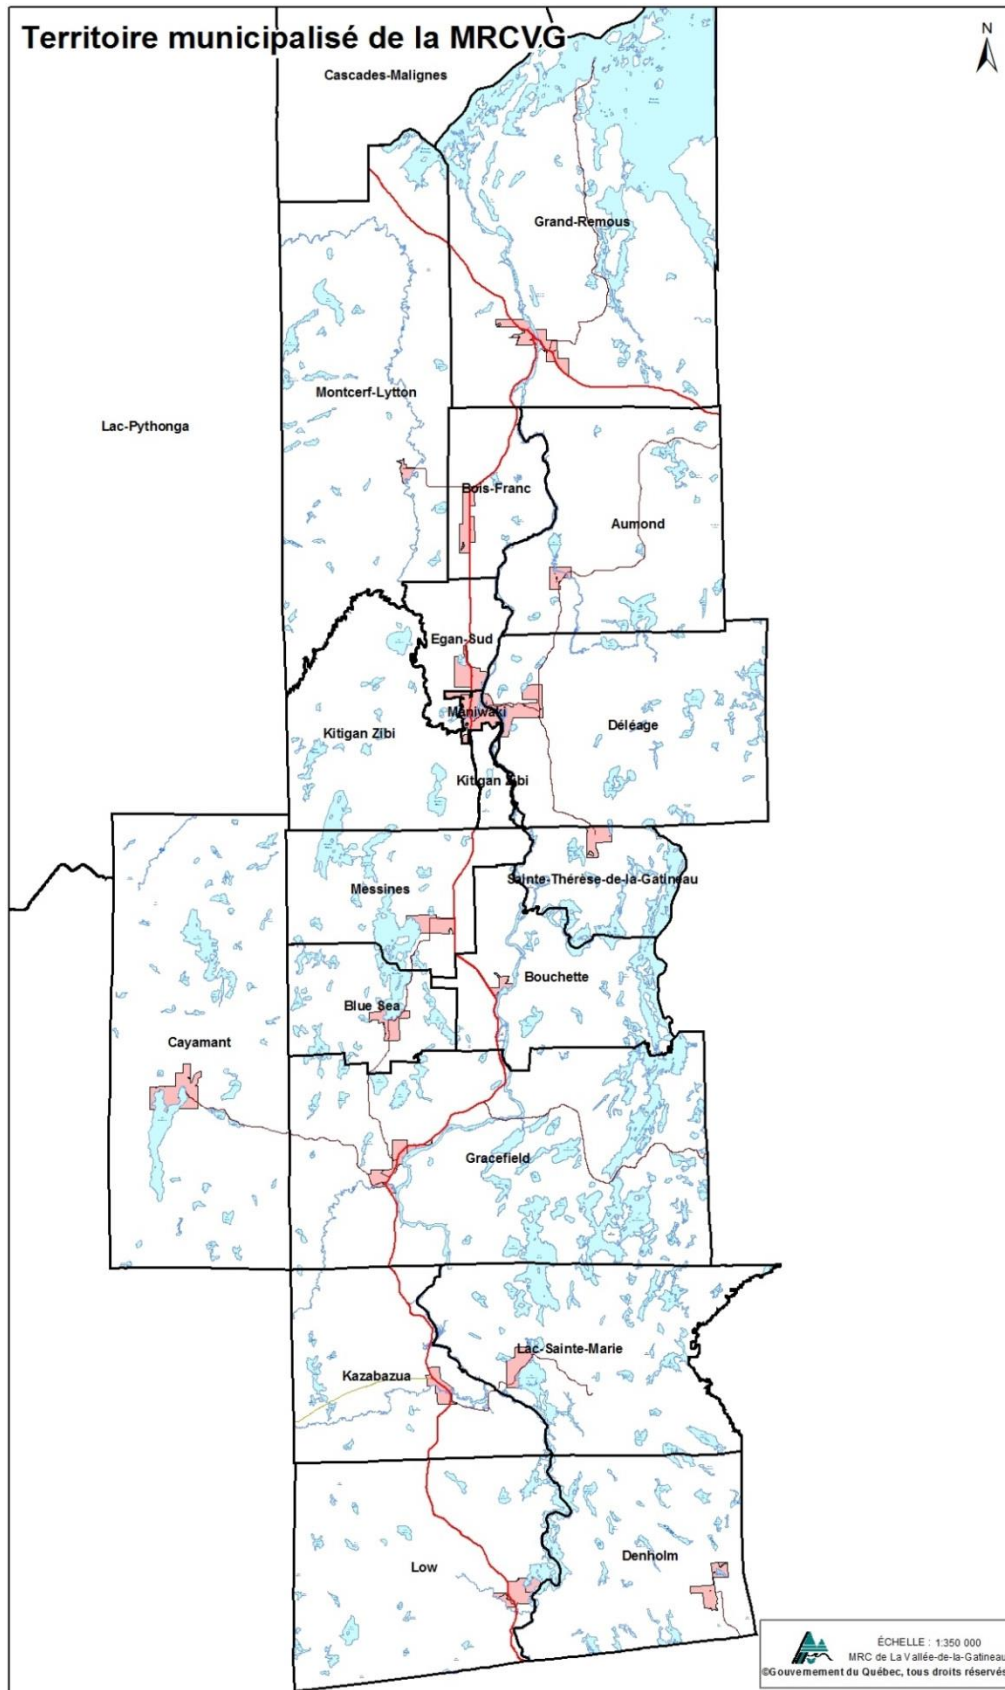 Territoire municipalisé de la MRCVG
N
Cascades-Malignes
Grand-Remous
Montcerf-Lytton
Lac-Pythonga
Bois-Franc
Aumond
Egan-Sud
Maniwaki
Déléage
Kitigan Zibi
Kitigan Zibi
Sainte-Thérèse-de-la-Gatineau
Messines
Bouchette
Blue Sea
Cayamant
Gracefield
Lac-Sainte-Marie
Kazabazua
Denholm
Low
ÉCHELLE : 1:350 000
MRC de La Vallée-de-la-Gatineau
©Gouvernement du Québec, tous droits réservés